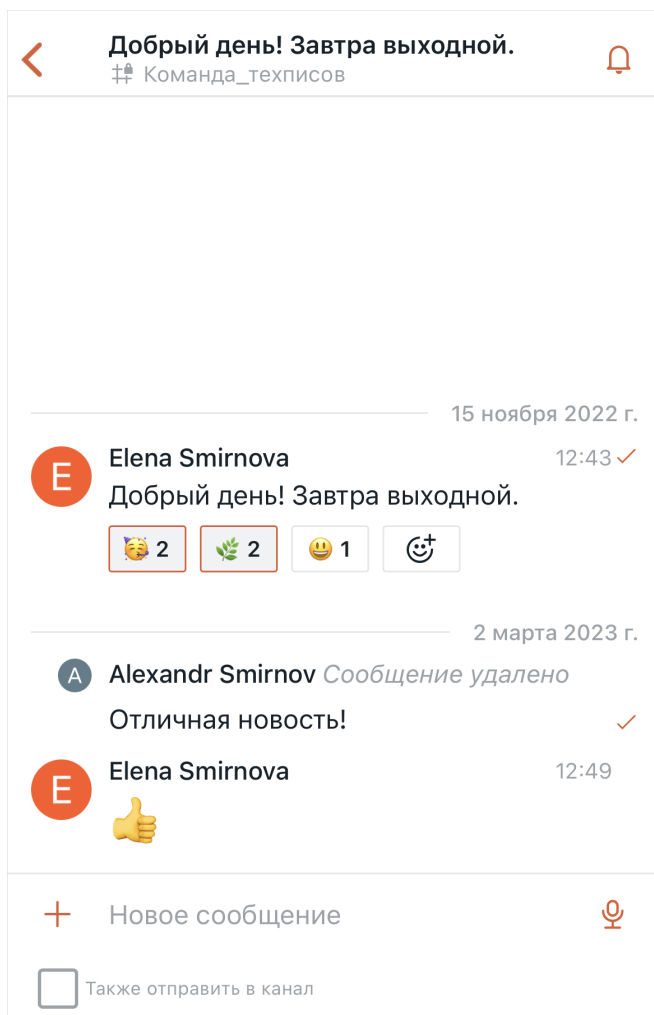 Добрый день! Завтра выходной.
Команда_техписов
15 ноября 2022 г.
E
Elena Smirnova
12:43
Добрый день! Завтра выходной.
2
2
1
2 марта 2023 г.
A
Alexandr Smirnov Сообщение удалено
Отличная новость!
E
Elena Smirnova
12:49
Новое сообщение
Также отправить в канал